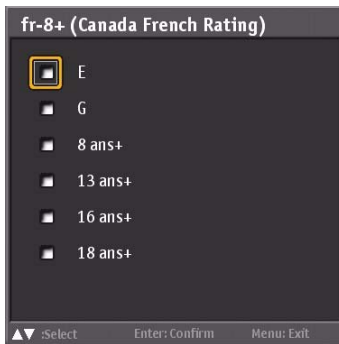 fr-8+ (Canada French Rating)
E
G
8 ans+
13 ans+
16 ans+
18 ans+
▲▼ :Select Enter: Confirm Menu: Exit